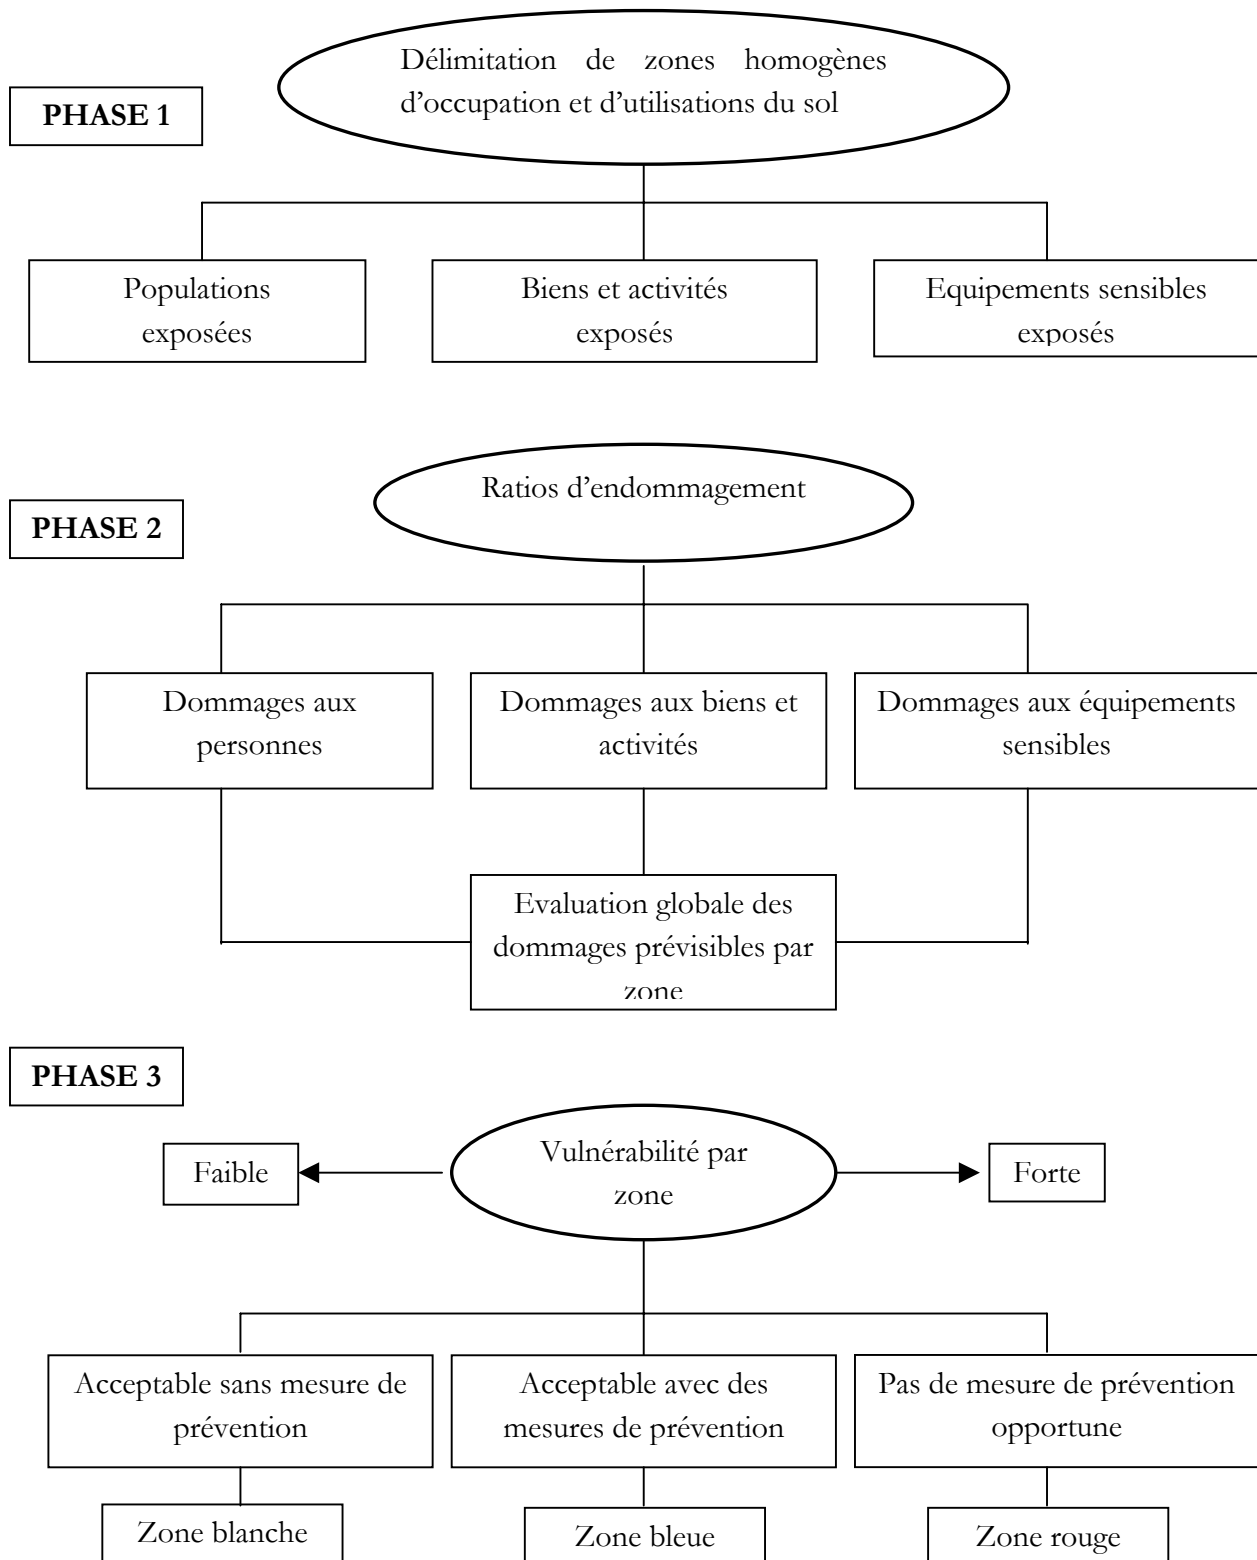 Délimitation de zones homogènes
d’occupation et d’utilisations du sol
PHASE 1
Populations
exposées
Biens et activités
exposés
Equipements sensibles
exposés
Ratios d’endommagement
PHASE 2
Dommages aux
personnes
Dommages aux biens et
activités
Dommages aux équipements
sensibles
Evaluation globale des
dommages prévisibles par
zone
PHASE 3
Faible
Vulnérabilité par
zone
Forte
Acceptable sans mesure de
prévention
Acceptable avec des
mesures de prévention
Pas de mesure de prévention
opportune
Zone blanche
Zone bleue
Zone rouge